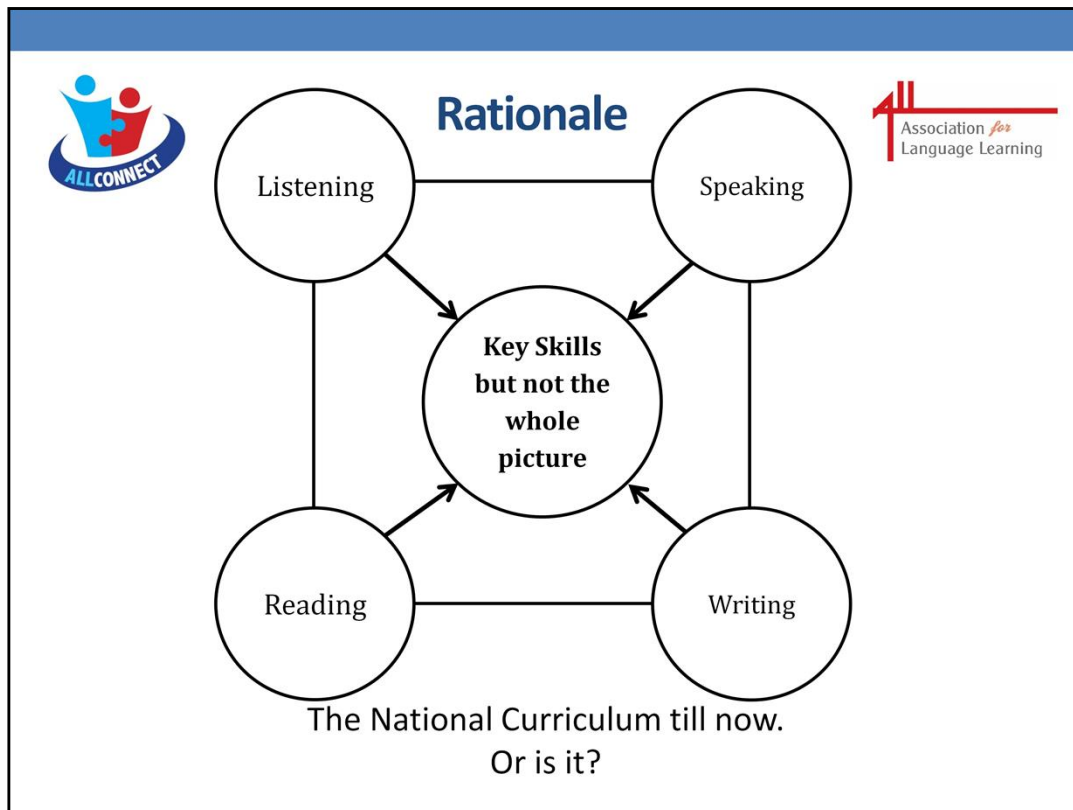 Rationale
ALLCONNECT
Association for
Language Learning
Listening
Speaking
Key Skills
but not the
whole
picture
Reading
Writing
The National Curriculum till now.
Or is it?